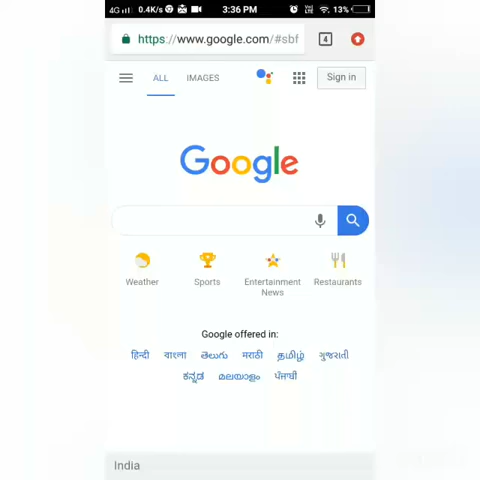 4G 0.4K/s 3:36 PM 13%
https://www.google.com/#sbf 4
ALL IMAGES Sign in
Google
Weather Sports Entertainment News Restaurants
Google offered in:
हिन्दी বাংলা తెలుగు मराठी தமிழ் ગુજરાતી
ಕನ್ನಡ മലയാളം ਪੰਜਾਬੀ
India